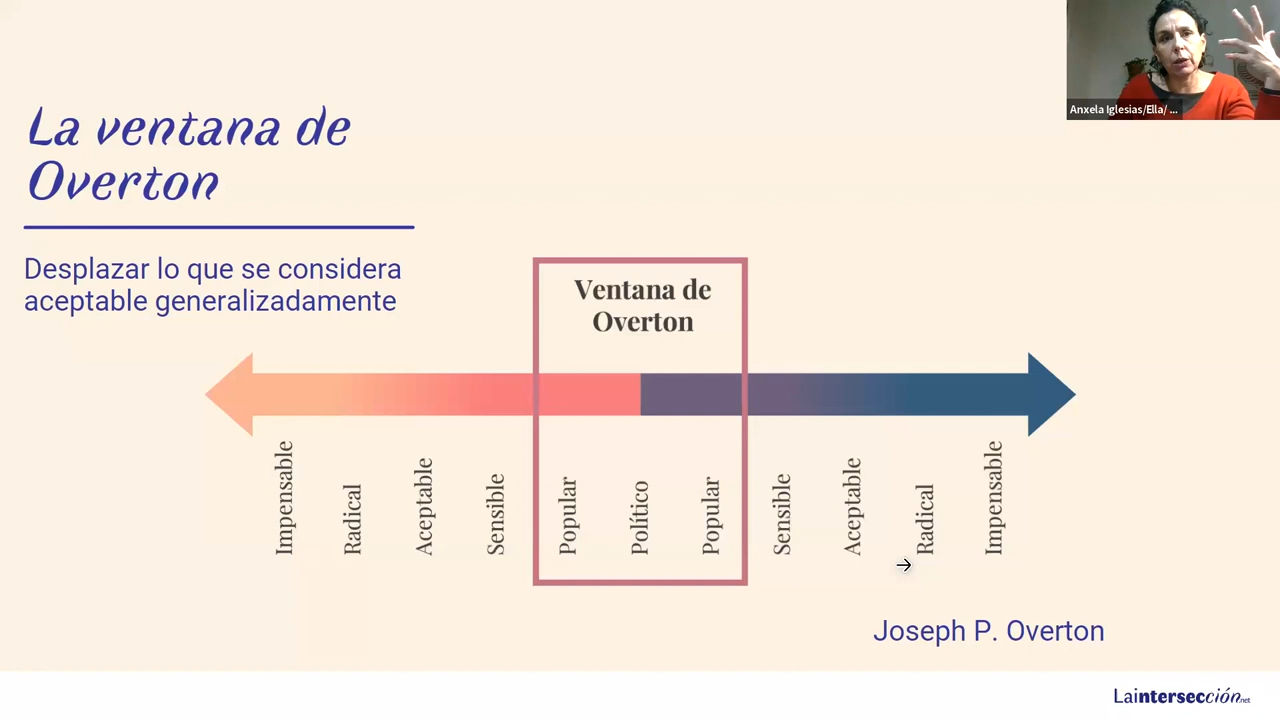 Anxela Iglesias/Ella/ ...
La ventana de
Overton
Desplazar lo que se considera
aceptable generalizadamente
Ventana de
Overton
Impensable
Radical
Aceptable
Sensible
Popular
Político
Popular
Sensible
Aceptable
Radical
Impensable
Joseph P. Overton
Laintersección.net